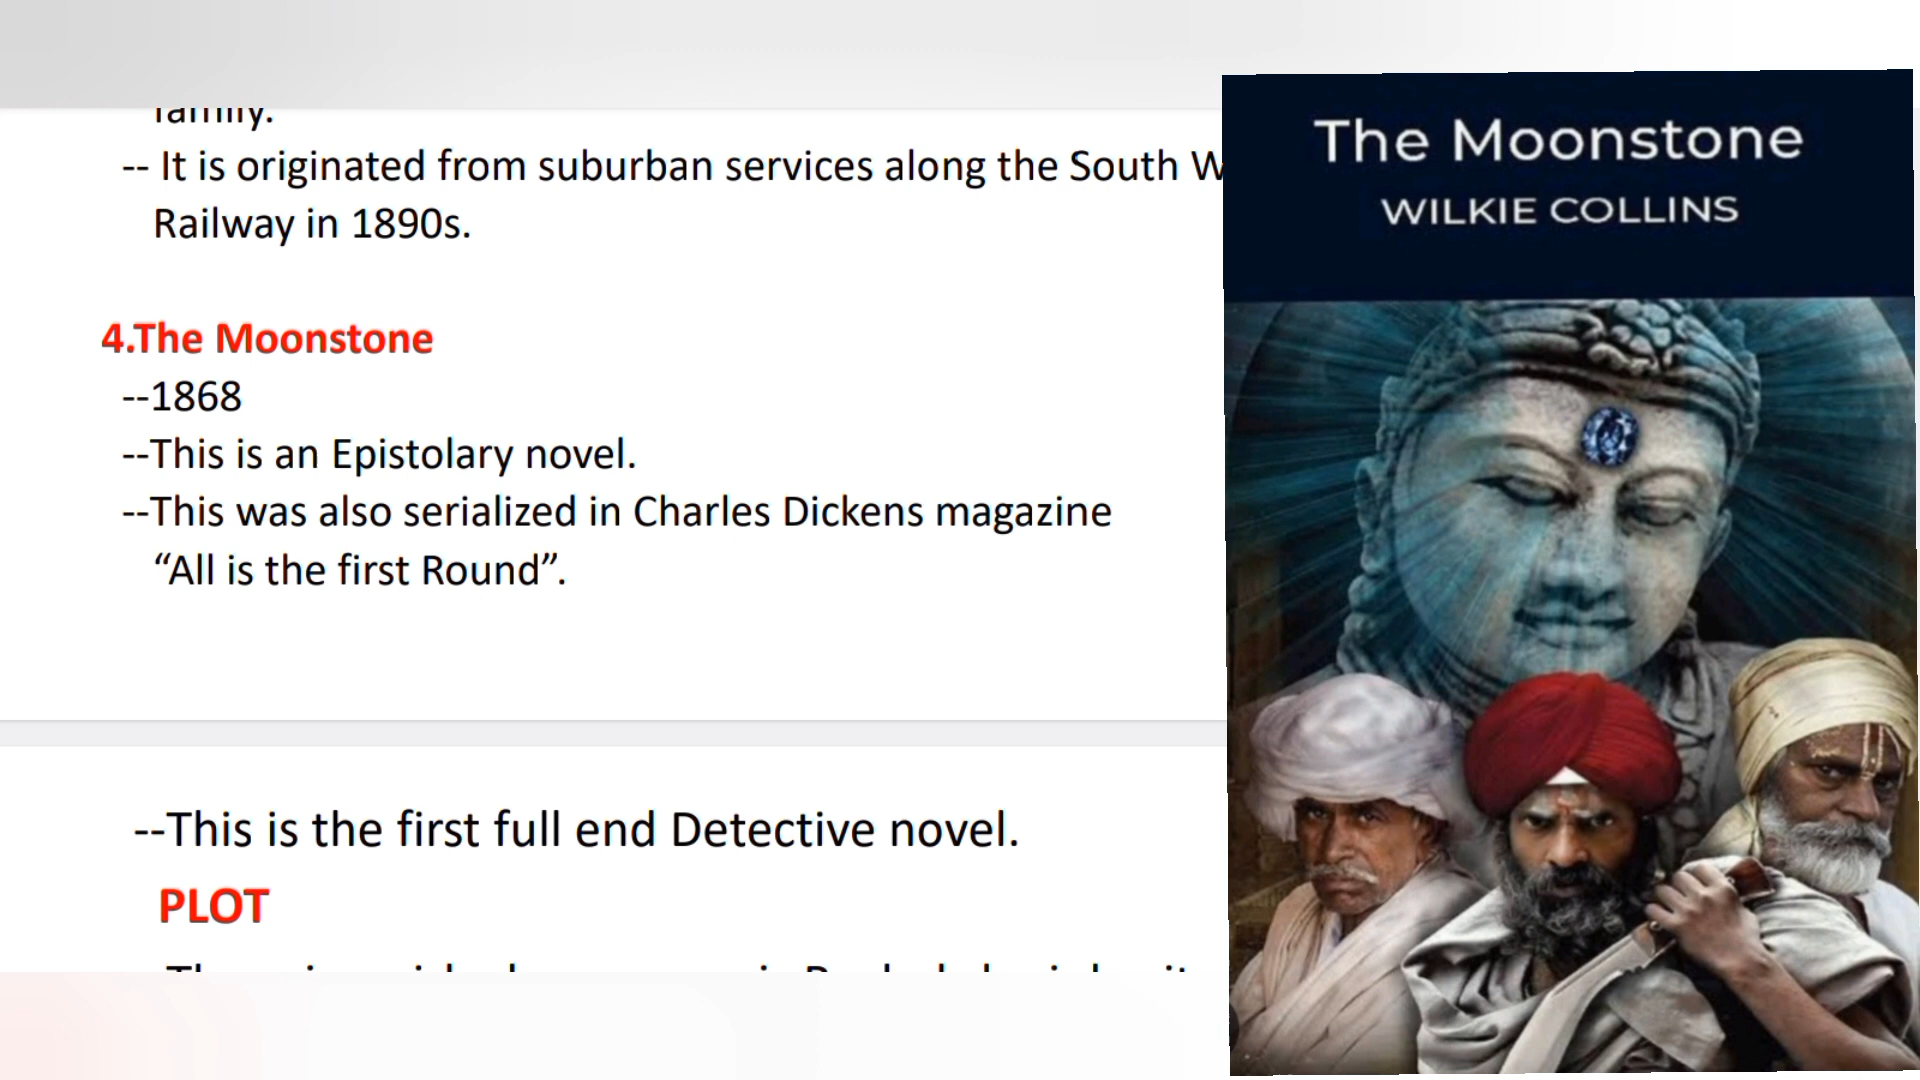 family.
-- It is originated from suburban services along the South
Railway in 1890s.
4.The Moonstone
--1868
--This is an Epistolary novel.
--This was also serialized in Charles Dickens magazine
“All is the first Round”.
--This is the first full end Detective novel.
PLOT
The Moonstone
WILKIE COLLINS